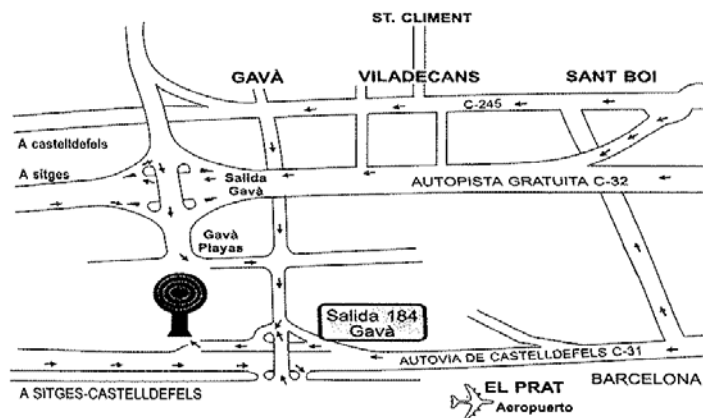 ST. CLIMENT
GAVÀ
VILADECANS
SANT BOI
C-245
A castelldefels
A sitges
Salida
Gavà
AUTOPISTA GRATUITA C-32
Gavà
Playas
Salida 184
Gavà
AUTOVIA DE CASTELLDEFELS C-31
BARCELONA
A SITGES-CASTELLDEFELS
EL PRAT
Aeropuerto